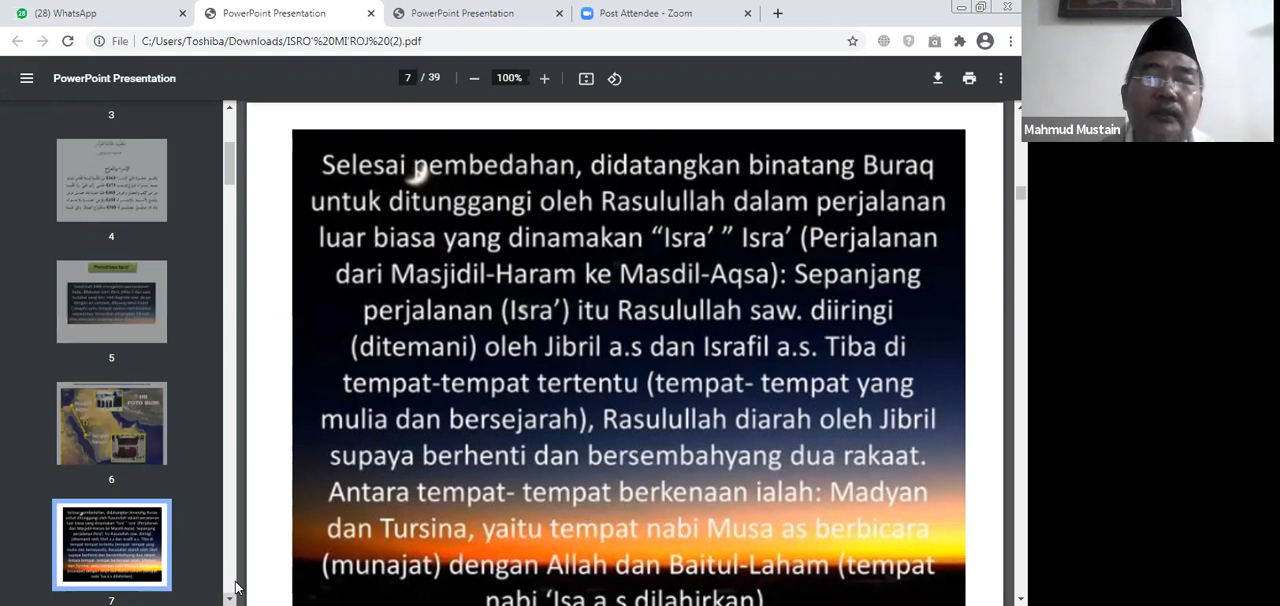 (28) WhatsApp
PowerPoint Presentation
PowerPoint Presentation
Post Attendee - Zoom
File
C:/Users/Toshiba/Downloads/ISRO'%20MI'ROJ%20(2).pdf
PowerPoint Presentation
7 / 39
100%
3
4
5
6
7
Selesai pembedahan, didatangkan binatang Buraq
untuk ditunggangi oleh Rasulullah dalam perjalanan
luar biasa yang dinamakan “Isra’ ” Isra’ (Perjalanan
dari Masjidil-Haram ke Masdil-Aqsa): Sepanjang
perjalanan (Isra’) itu Rasulullah saw. diiringi
(ditemani) oleh Jibril a.s dan Israfil a.s. Tiba di
tempat-tempat tertentu (tempat- tempat yang
mulia dan bersejarah), Rasulullah diarah oleh Jibril
supaya berhenti dan bersembahyang dua rakaat.
Antara tempat- tempat berkenaan ialah: Madyan
dan Tursina, yaitu tempat nabi Musa as berbicara
(munajat) dengan Allah dan Baitul-Laham (tempat
nabi ‘Isa a.s dilahirkan)
Mahmud Mustain